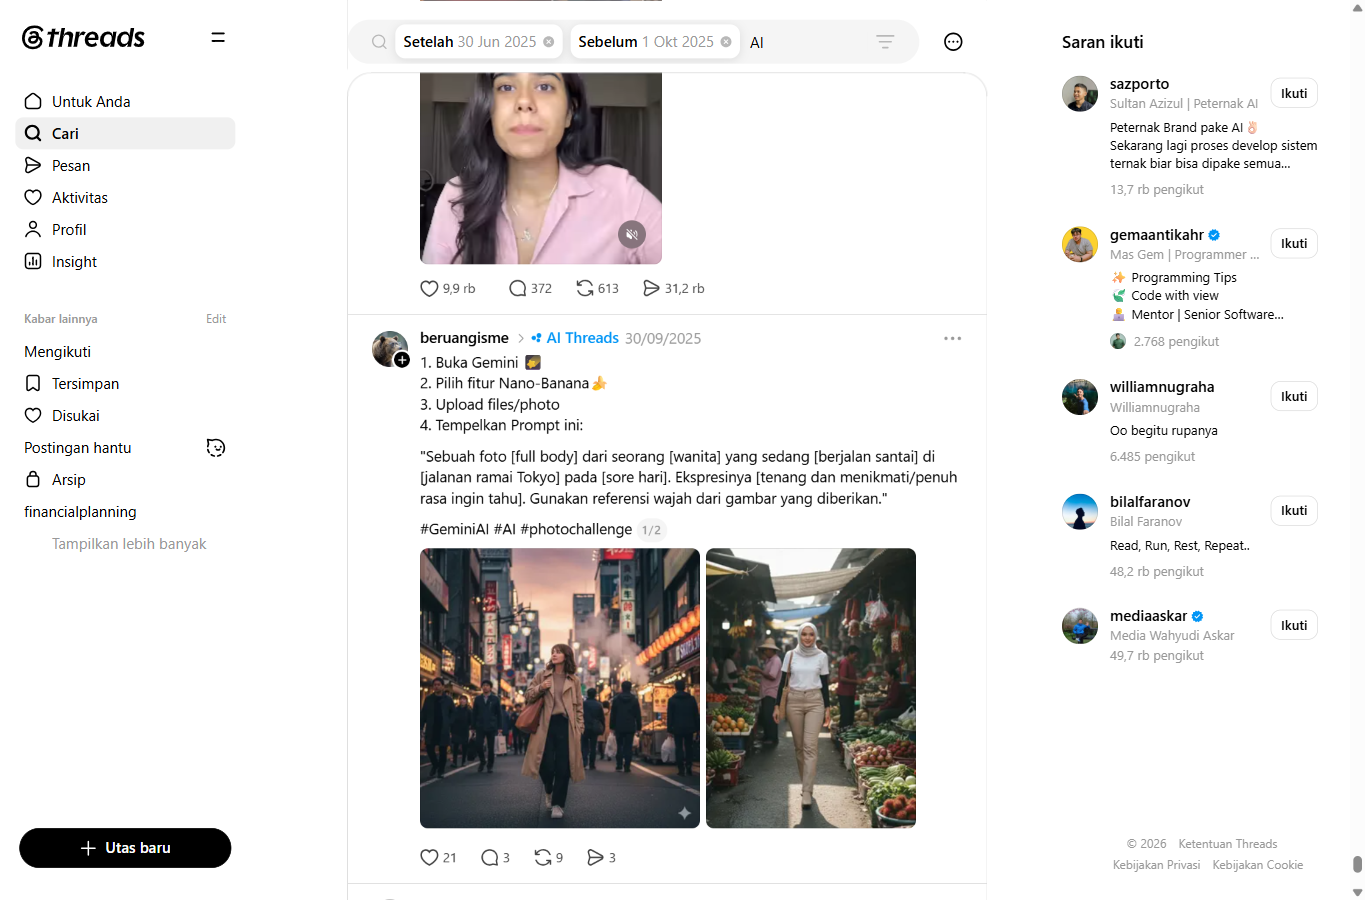 threads
Untuk Anda
Cari
Pesan
Aktivitas
Profil
Insight
Kabar lainnya
Edit
Mengikuti
Tersimpan
Disukai
Postingan hantu
Arsip
financialplanning
Tampilkan lebih banyak
Utas baru
Setelah 30 Jun 2025
Sebelum 1 Okt 2025
AI
9,9 rb
372
613
31,2 rb
beruangisme
AI Threads 30/09/2025
1. Buka Gemini
2. Pilih fitur Nano-Banana
3. Upload files/photo
4. Tempelkan Prompt ini:
"Sebuah foto [full body] dari seorang [wanita] yang sedang [berjalan santai] di
[jalanan ramai Tokyo] pada [sore hari]. Ekspresinya [tenang dan menikmati/penuh
rasa ingin tahu]. Gunakan referensi wajah dari gambar yang diberikan."
#GeminiAI #AI #photochallenge 1/2
21
3
9
3
Saran ikuti
sazporto
Sultan Azizul | Peternak AI
Ikuti
Peternak Brand pake AI
Sekarang lagi proses develop sistem
ternak biar bisa dipake semua...
13,7 rb pengikut
gemaantikahr
Mas Gem | Programmer ...
Ikuti
Programming Tips
Code with view
Mentor | Senior Software...
2.768 pengikut
williamnugraha
Williamnugraha
Ikuti
Oo begitu rupanya
6.485 pengikut
bilalfaranov
Bilal Faranov
Ikuti
Read, Run, Rest, Repeat..
48,2 rb pengikut
mediaaskar
Media Wahyudi Askar
Ikuti
49,7 rb pengikut
© 2026 Ketentuan Threads
Kebijakan Privasi Kebijakan Cookie